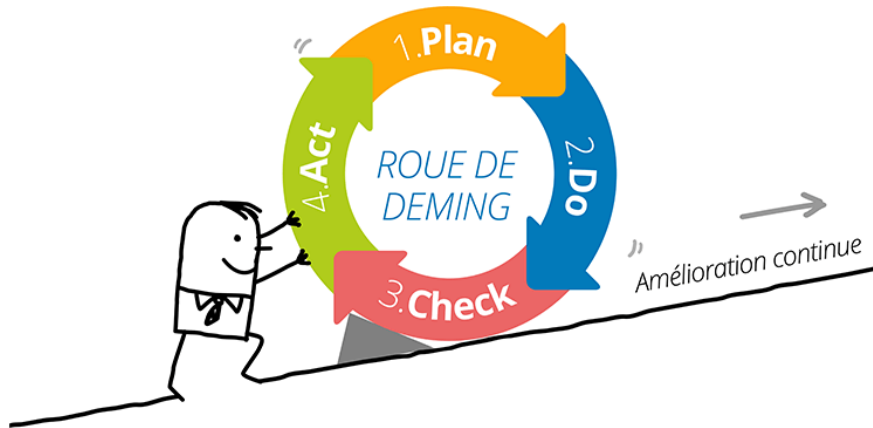 1.Plan
2.Do
3.Check
4.Act
ROUE DE
DEMING
Amélioration continue